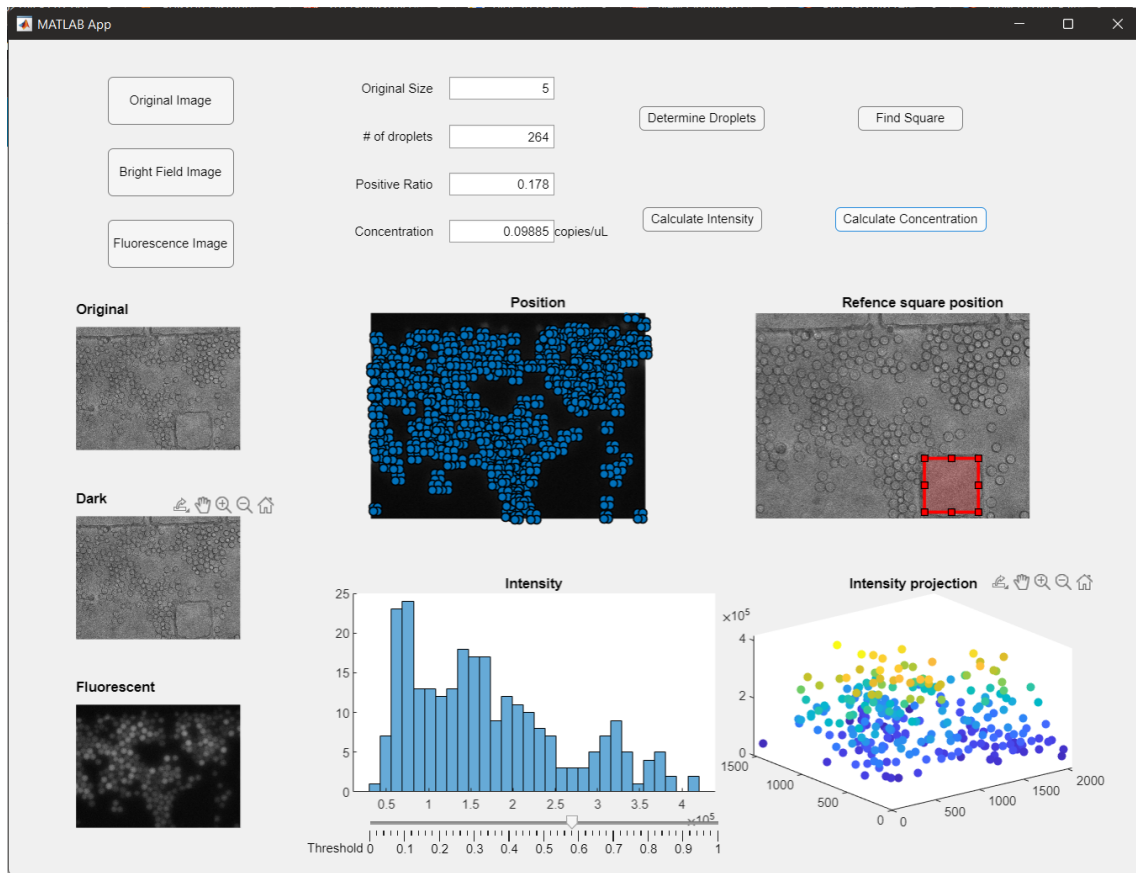 MATLAB App
Original Image
Bright Field Image
Fluorescence Image
Original Size 5
# of droplets 264
Positive Ratio 0.178
Concentration 0.09885 copies/uL
Determine Droplets
Find Square
Calculate Intensity
Calculate Concentration
Original
Dark
Fluorescent
Position
Refence square position
Intensity
25
20
15
10
5
0
0.5 1 1.5 2 2.5 3 3.5 4
×10⁵
Threshold 0 0.1 0.2 0.3 0.4 0.5 0.6 0.7 0.8 0.9 1
Intensity projection
×10⁵
4
2
0
1500
1000
500
0
0
500
1000
1500
2000